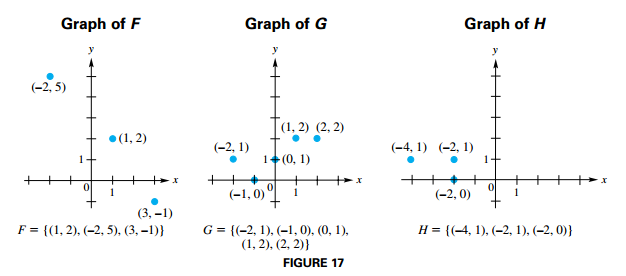 Graph of F
y
(–2, 5)
(1, 2)
1
x
0
1
(3, –1)
F = {(1, 2), (–2, 5), (3, –1)}
Graph of G
y
(1, 2) (2, 2)
(–2, 1)
1
(0, 1)
x
(–1, 0)
0
1
G = {(–2, 1), (–1, 0), (0, 1),
(1, 2), (2, 2)}
Graph of H
y
(–4, 1) (–2, 1)
1
x
(–2, 0)
0
1
H = {(–4, 1), (–2, 1), (–2, 0)}
FIGURE 17